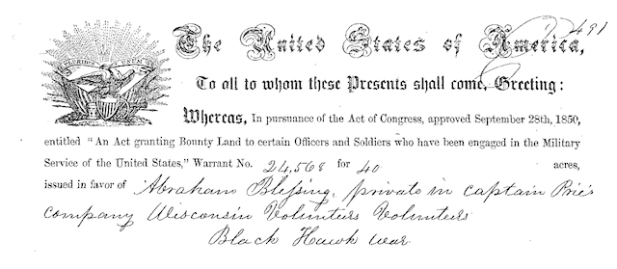 491
The United States of America,
To all to whom these Presents shall come, Greeting:
Whereas, In pursuance of the Act of Congress, approved September 28th, 1850,
entitled "An Act granting Bounty Land to certain Officers and Soldiers who have been engaged in the Military
Service of the United States," Warrant No. 24,568 for 40 acres,
issued in favor of Abraham Blessing, private in captain
company Wisconsin Volunteers Volunteers
Black Hawk war